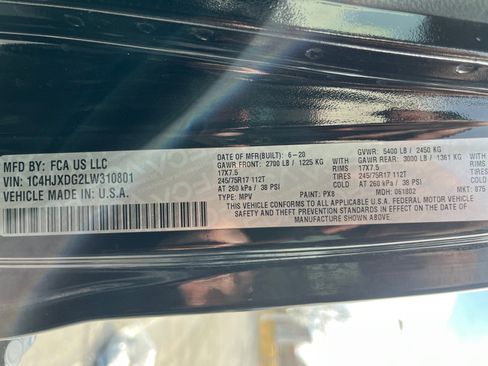 MFD BY: FCA US LLC
VIN: 1C4HJXDG2LW310801
VEHICLE MADE IN U.S.A.
DATE OF MFR(BUILT): 6-20 GVWR: 5400 LB / 2450 KG
GAWR FRONT: 2700 LB / 1225 KG WITH GAWR REAR: 3000 LB / 1361 KG WITH
17X7.5 RIMS 17X7.5 RIMS
245/75R17 112T TIRES 245/75R17 112T TIRES
AT 260 kPa / 38 PSI COLD AT 260 kPa / 38 PSI COLD
TYPE: MPV PAINT: PX8 MDH: 061802 MKT: 875
THIS VEHICLE CONFORMS TO ALL APPLICABLE U.S.A. FEDERAL MOTOR VEHICLE
SAFETY AND THEFT PREVENTION STANDARDS IN EFFECT ON THE DATE OF
MANUFACTURE SHOWN ABOVE.